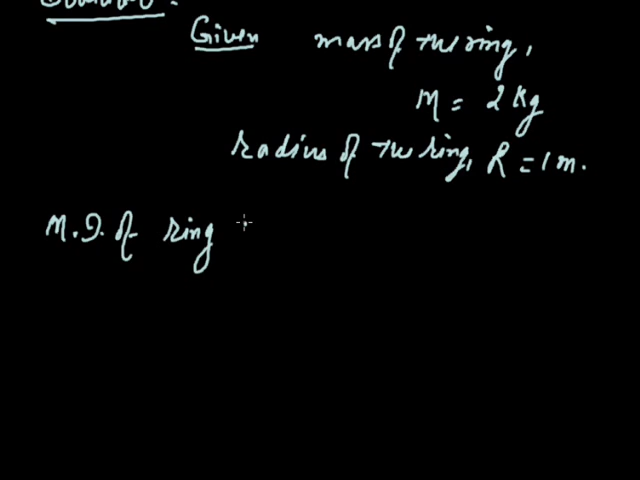 Given mass of the ring,
M = 2 Kg
radius of the ring, R = 1 m.
M.I. of ring